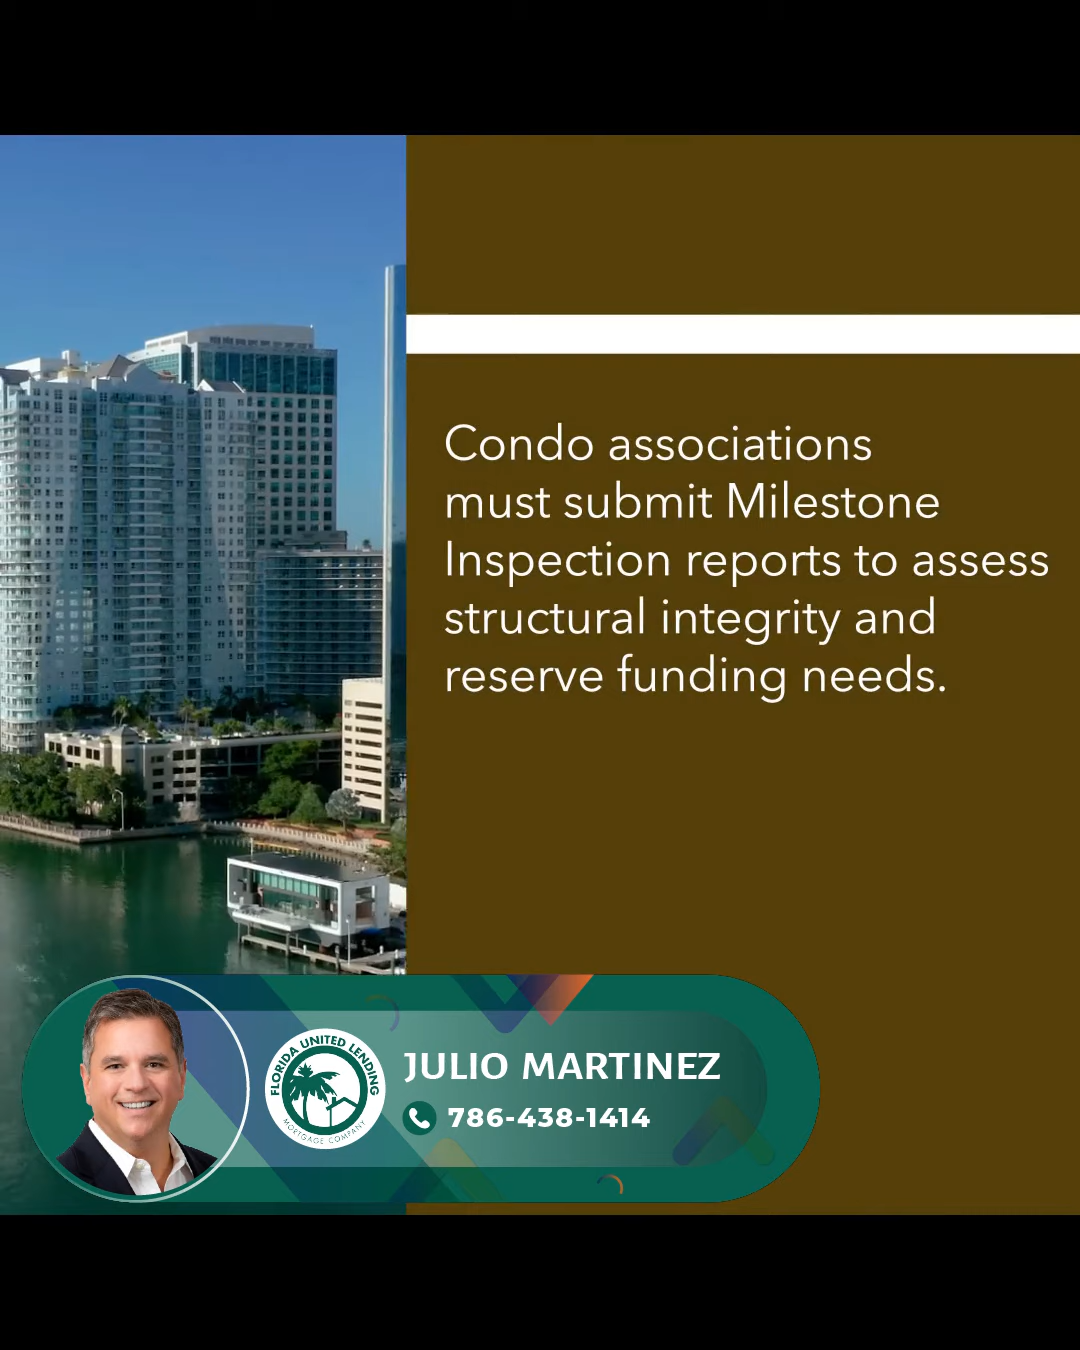 Condo associations
must submit Milestone
Inspection reports to assess
structural integrity and
reserve funding needs.
FLORIDA UNITED LENDING
MORTGAGE COMPANY
JULIO MARTINEZ
786-438-1414